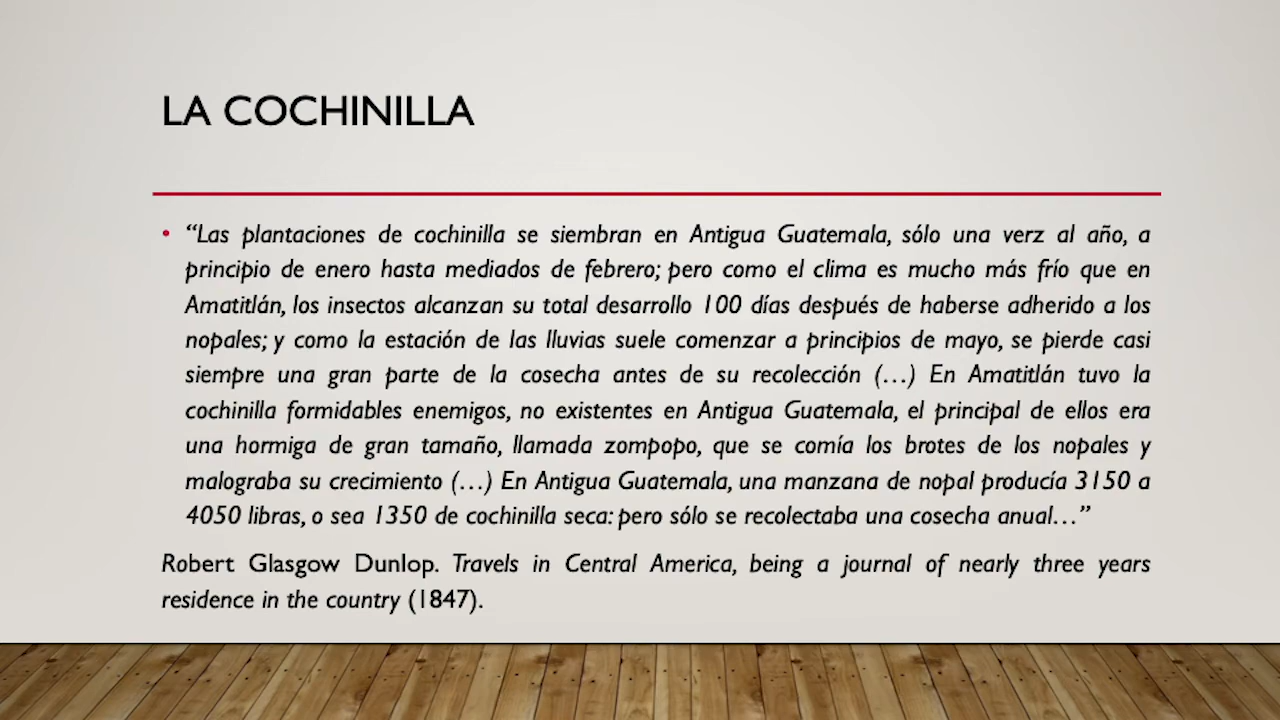 LA COCHINILLA
• “Las plantaciones de cochinilla se siembran en Antigua Guatemala, sólo una verz al año, a
principio de enero hasta mediados de febrero; pero como el clima es mucho más frío que en
Amatitlán, los insectos alcanzan su total desarrollo 100 días después de haberse adherido a los
nopales; y como la estación de las lluvias suele comenzar a principios de mayo, se pierde casi
siempre una gran parte de la cosecha antes de su recolección (…) En Amatitlán tuvo la
cochinilla formidables enemigos, no existentes en Antigua Guatemala, el principal de ellos era
una hormiga de gran tamaño, llamada zompopo, que se comía los brotes de los nopales y
malograba su crecimiento (…) En Antigua Guatemala, una manzana de nopal producía 3150 a
4050 libras, o sea 1350 de cochinilla seca: pero sólo se recolectaba una cosecha anual…”
Robert Glasgow Dunlop. Travels in Central America, being a journal of nearly three years
residence in the country (1847).